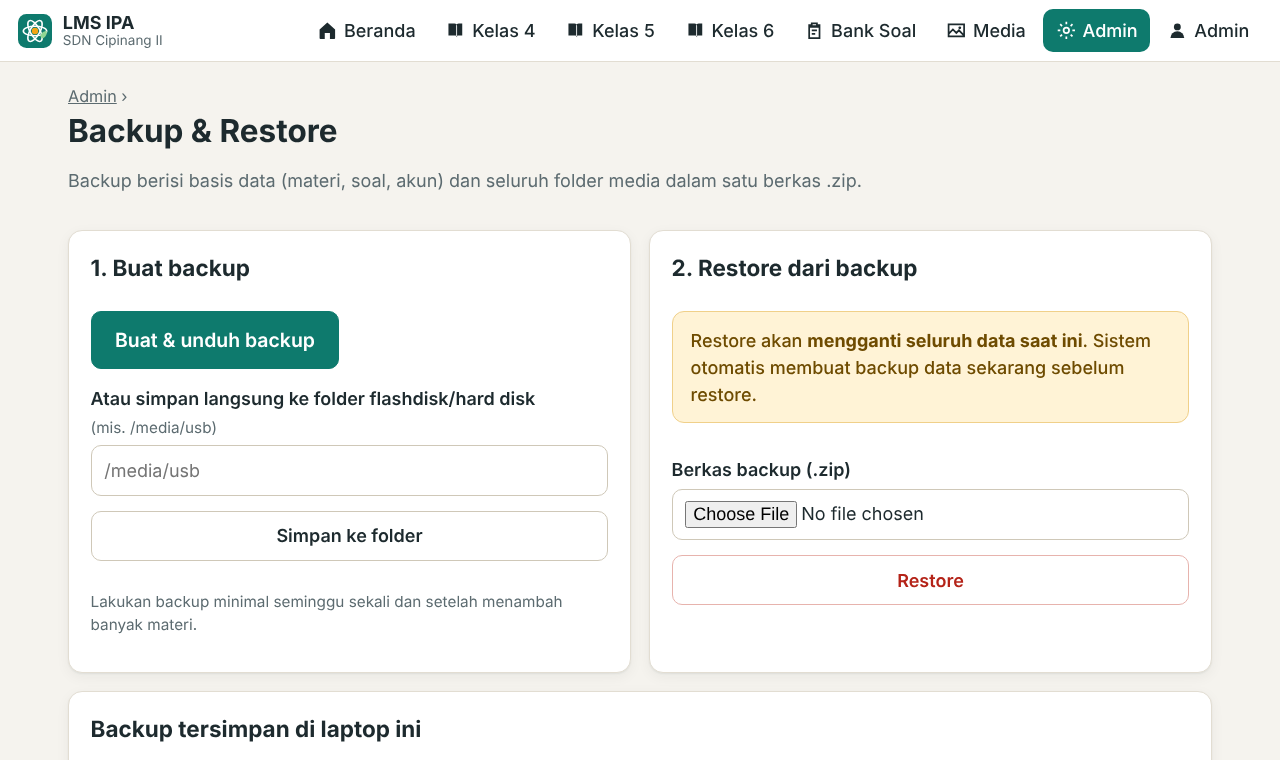 LMS IPA
SDN Cipinang II
Beranda
Kelas 4
Kelas 5
Kelas 6
Bank Soal
Media
Admin
Admin
Admin ›
Backup & Restore
Backup berisi basis data (materi, soal, akun) dan seluruh folder media dalam satu berkas .zip.
1. Buat backup
Buat & unduh backup
Atau simpan langsung ke folder flashdisk/hard disk
(mis. /media/usb)
/media/usb
Simpan ke folder
Lakukan backup minimal seminggu sekali dan setelah menambah
banyak materi.
2. Restore dari backup
Restore akan mengganti seluruh data saat ini. Sistem
otomatis membuat backup data sekarang sebelum
restore.
Berkas backup (.zip)
Choose File No file chosen
Restore
Backup tersimpan di laptop ini